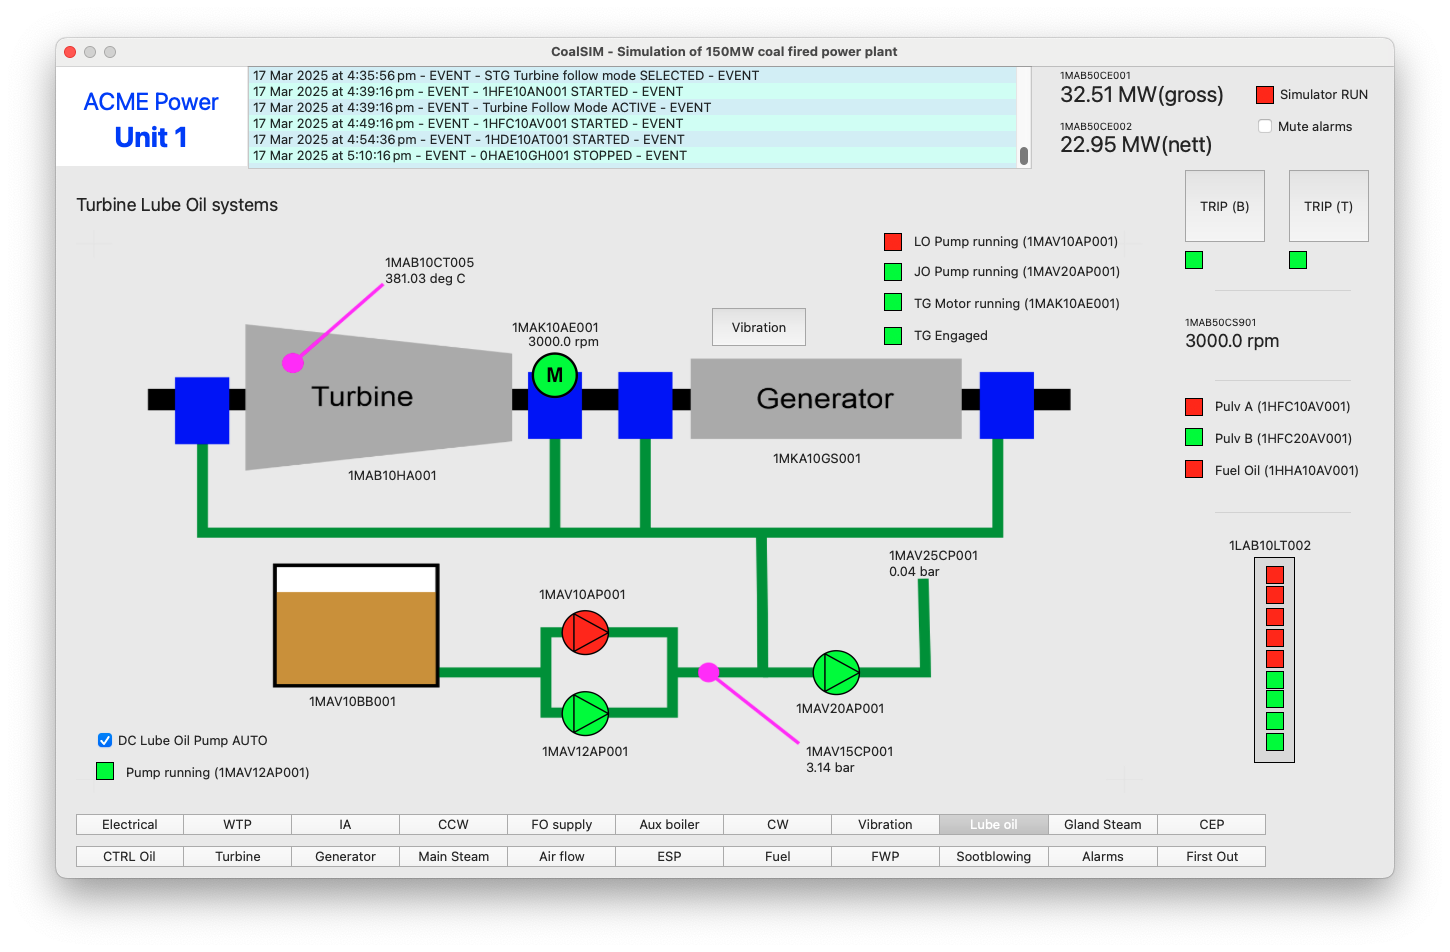 CoalSIM - Simulation of 150MW coal fired power plant
ACME Power
Unit 1
17 Mar 2025 at 4:35:56 pm - EVENT - STG Turbine follow mode SELECTED - EVENT
17 Mar 2025 at 4:39:16 pm - EVENT - 1HFE10AN001 STARTED - EVENT
17 Mar 2025 at 4:39:16 pm - EVENT - Turbine Follow Mode ACTIVE - EVENT
17 Mar 2025 at 4:49:16 pm - EVENT - 1HFC10AV001 STARTED - EVENT
17 Mar 2025 at 4:54:36 pm - EVENT - 1HDE10AT001 STARTED - EVENT
17 Mar 2025 at 5:10:16 pm - EVENT - 0HAE10GH001 STOPPED - EVENT
1MAB50CE001
32.51 MW(gross)
1MAB50CE002
22.95 MW(nett)
Simulator RUN
Mute alarms
TRIP (B)
TRIP (T)
Turbine Lube Oil systems
LO Pump running (1MAV10AP001)
JO Pump running (1MAV20AP001)
TG Motor running (1MAK10AE001)
TG Engaged
1MAB10CT005
381.03 deg C
1MAK10AE001
3000.0 rpm
M
Vibration
Turbine
Generator
1MAB10HA001
1MKA10GS001
1MAB50CS901
3000.0 rpm
Pulv A (1HFC10AV001)
Pulv B (1HFC20AV001)
Fuel Oil (1HHA10AV001)
1LAB10LT002
1MAV25CP001
0.04 bar
1MAV10AP001
1MAV10BB001
1MAV20AP001
1MAV12AP001
1MAV15CP001
3.14 bar
DC Lube Oil Pump AUTO
Pump running (1MAV12AP001)
Electrical WTP IA CCW FO supply Aux boiler CW Vibration Lube oil Gland Steam CEP
CTRL Oil Turbine Generator Main Steam Air flow ESP Fuel FWP Sootblowing Alarms First Out